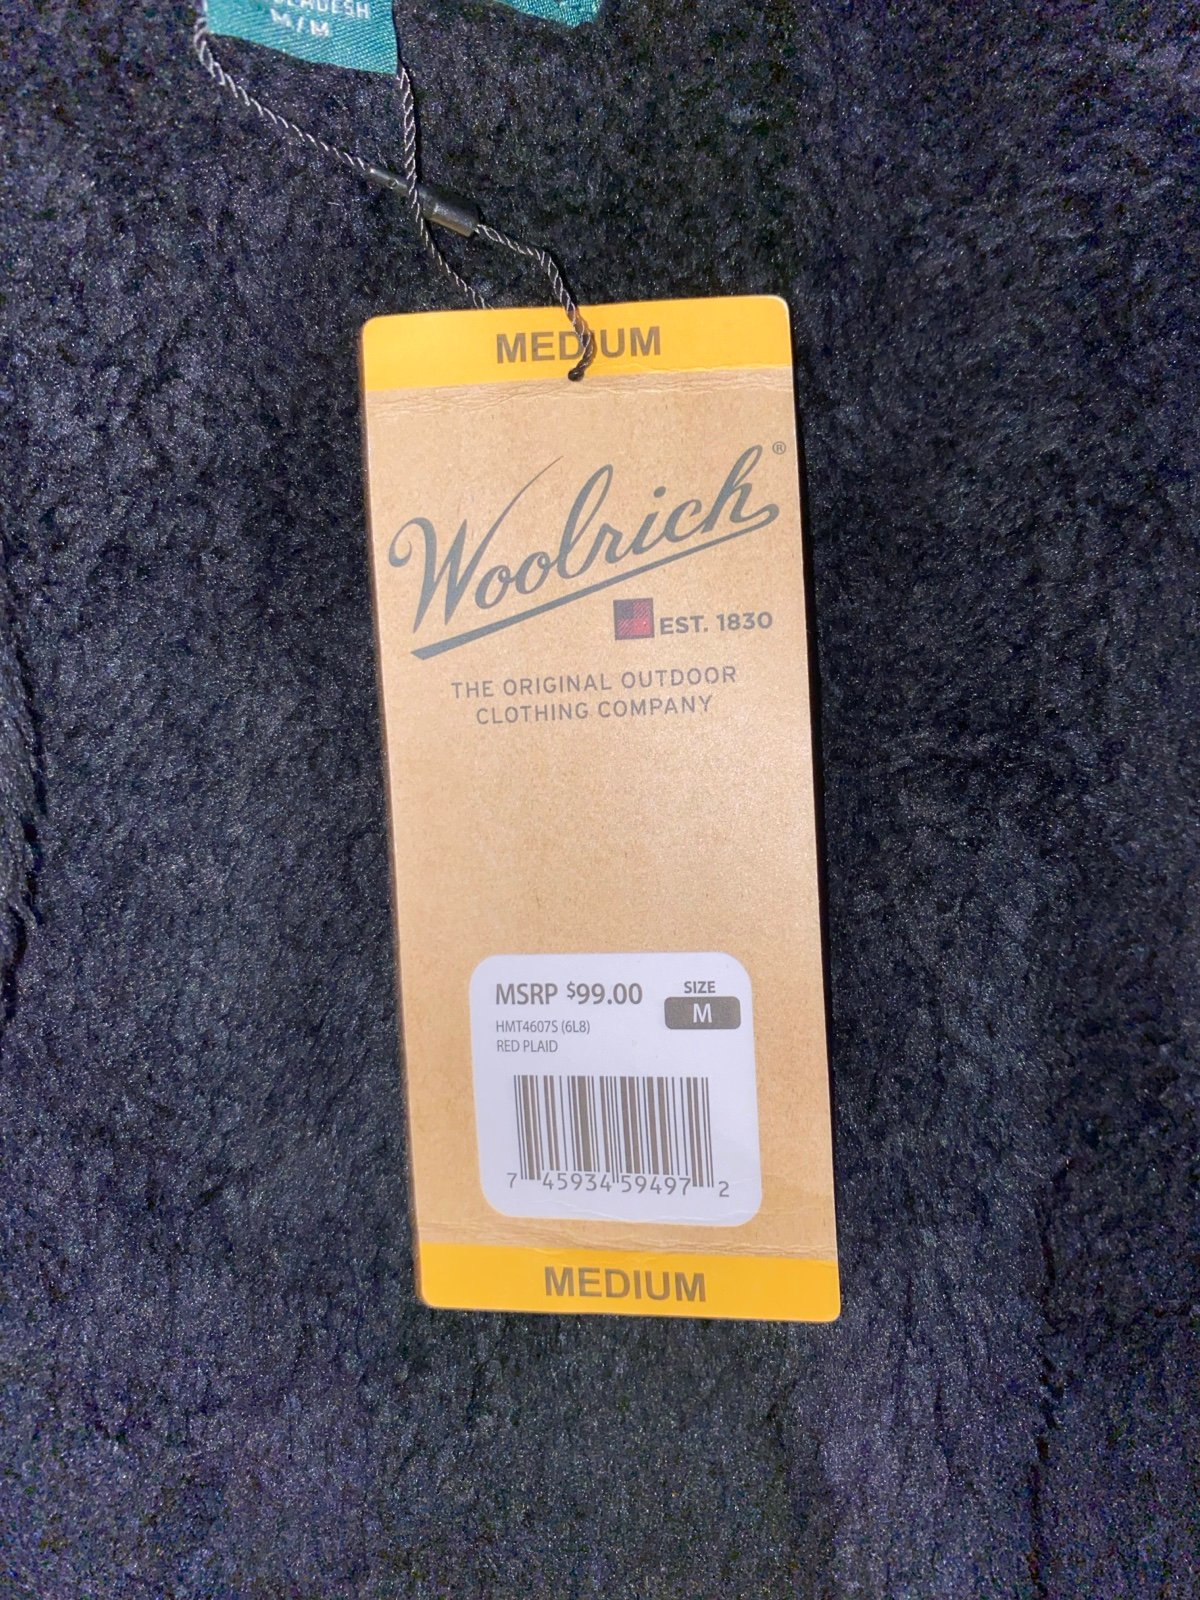 M/M
MEDIUM
Woolrich®
EST. 1830
THE ORIGINAL OUTDOOR
CLOTHING COMPANY
MSRP $99.00
SIZE
M
HMT4607S (6L8)
RED PLAID
7 45934 59497 2
MEDIUM